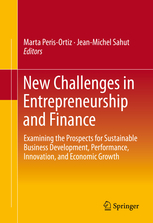 Marta Peris-Ortiz · Jean-Michel Sahut
Editors
New Challenges in
Entrepreneurship
and Finance
Examining the Prospects for Sustainable
Business Development, Performance,
Innovation, and Economic Growth
Springer